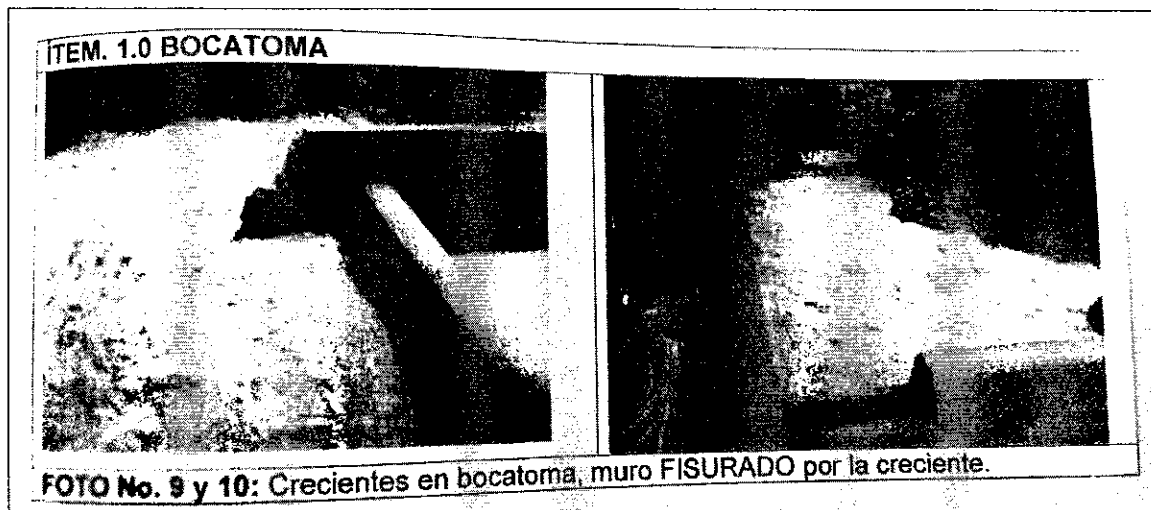 ITEM. 1.0 BOCATOMA
FOTO No. 9 y 10: Crecientes en bocatoma, muro FISURADO por la creciente.